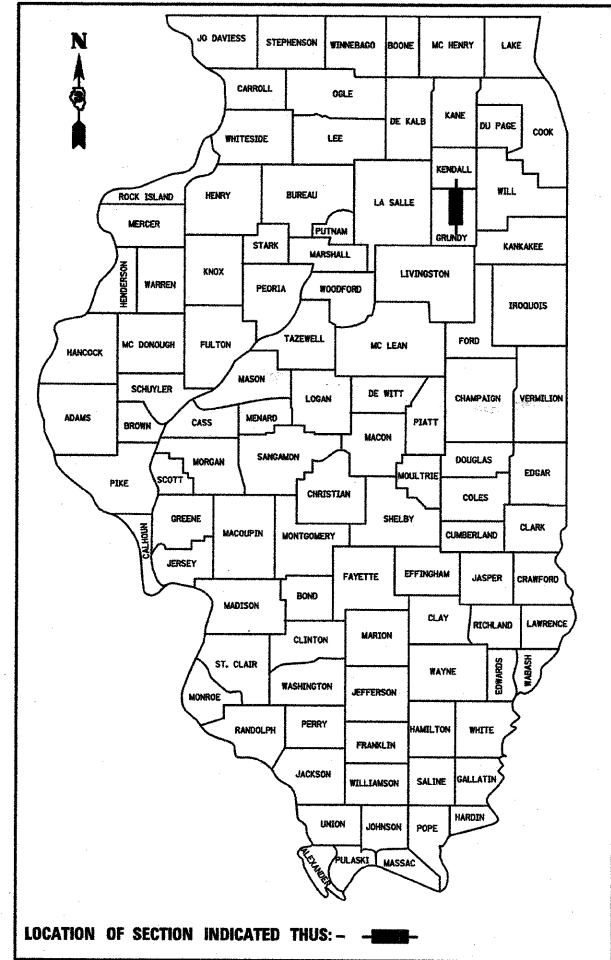 JO DAVIESS STEPHENSON WINNEBAGO BOONE MC HENRY LAKE
N
CARROLL OGLE DE KALB KANE DU PAGE COOK
WHITESIDE LEE
KENDALL
ROCK ISLAND HENRY BUREAU LA SALLE WILL
MERCER PUTNAM GRUNDY
STARK MARSHALL KANKAKEE
HENDERSON WARREN KNOX PEORIA WOODFORD LIVINGSTON IROQUOIS
HANCOCK MC DONOUGH FULTON TAZEWELL MC LEAN FORD
MASON
SCHUYLER LOGAN DE WITT CHAMPAIGN VERMILION
ADAMS BROWN CASS MENARD MACON PIATT
PIKE SCOTT MORGAN SANGAMON MOULTRIE DOUGLAS EDGAR
CHRISTIAN COLES
CALHOUN GREENE MACOUPIN MONTGOMERY SHELBY CUMBERLAND CLARK
JERSEY
FAYETTE EFFINGHAM JASPER CRAWFORD
MADISON BOND
CLAY RICHLAND LAWRENCE
CLINTON MARION
ST. CLAIR WAYNE EDWARDS WABASH
WASHINGTON JEFFERSON
MONROE
RANDOLPH PERRY HAMILTON WHITE
FRANKLIN
JACKSON WILLIAMSON SALINE GALLATIN
UNION JOHNSON POPE HARDIN
ALEXANDER PULASKI MASSAC
LOCATION OF SECTION INDICATED THUS: -